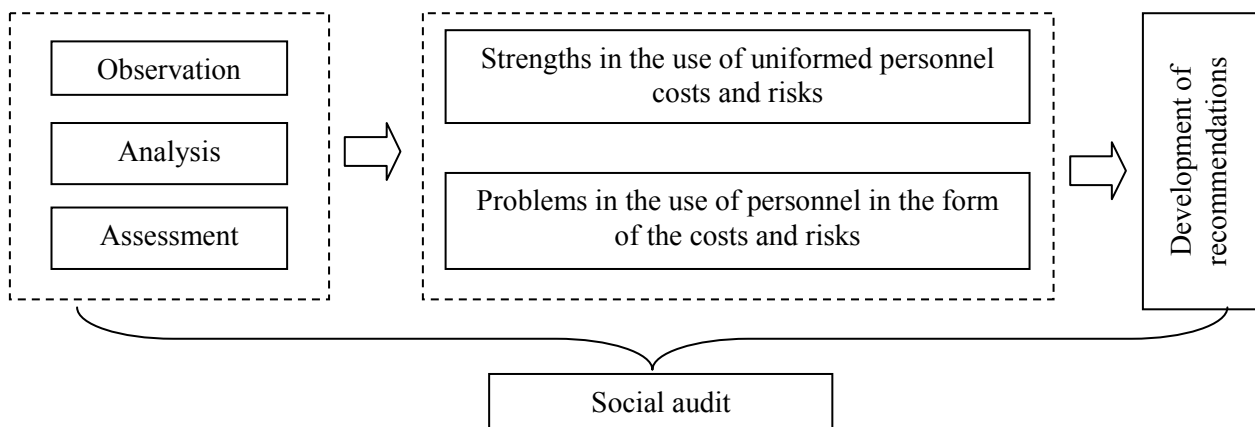 Observation
Analysis
Assessment
Strengths in the use of uniformed personnel
costs and risks
Problems in the use of personnel in the form
of the costs and risks
Development of
recommendations
Social audit